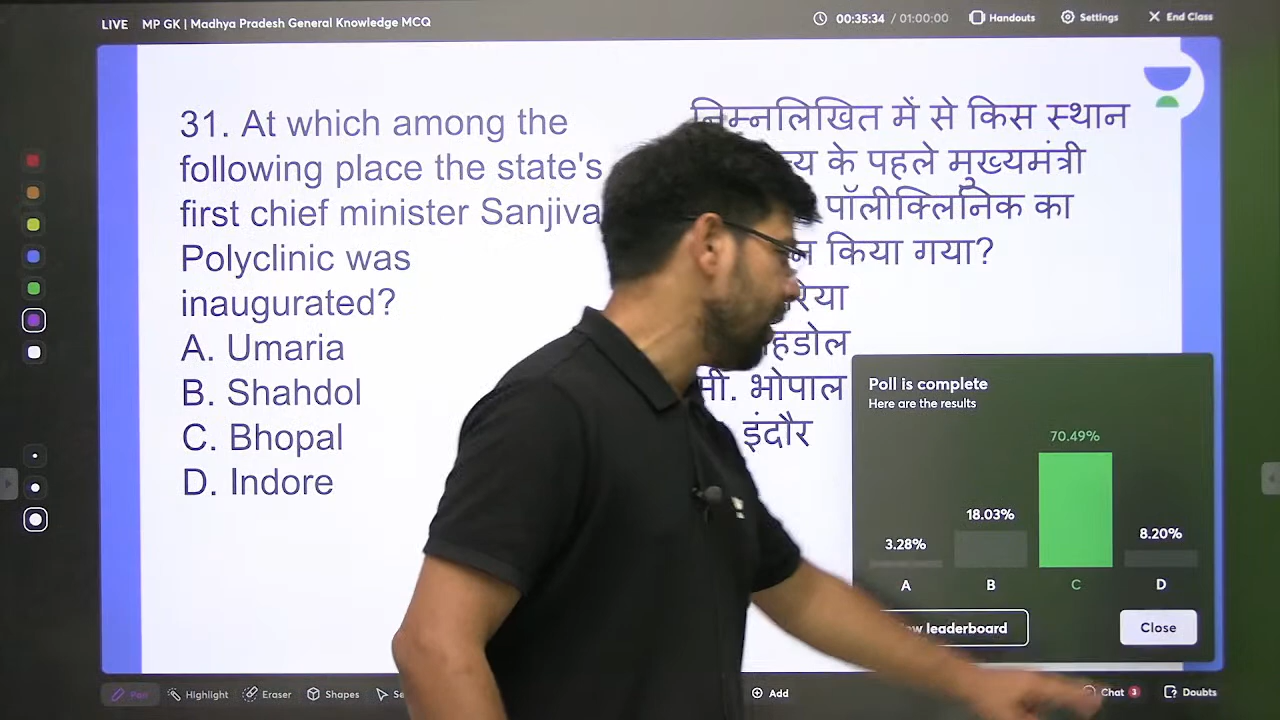 LIVE MP GK | Madhya Pradesh General Knowledge MCQ
00:35:34 / 01:00:00 Handouts Settings End Class
31. At which among the
following place the state's
first chief minister Sanjiva
Polyclinic was
inaugurated?
A. Umaria
B. Shahdol
C. Bhopal
D. Indore
निम्नलिखित में से किस स्थान
के पहले मुख्यमंत्री
पॉलीक्लिनिक का
किया गया?
भोपाल
इंदौर
Poll is complete
Here are the results
70.49%
18.03%
8.20%
3.28%
A B C D
leaderboard Close
Pen Highlight Eraser Shapes Add Chat 3 Doubts